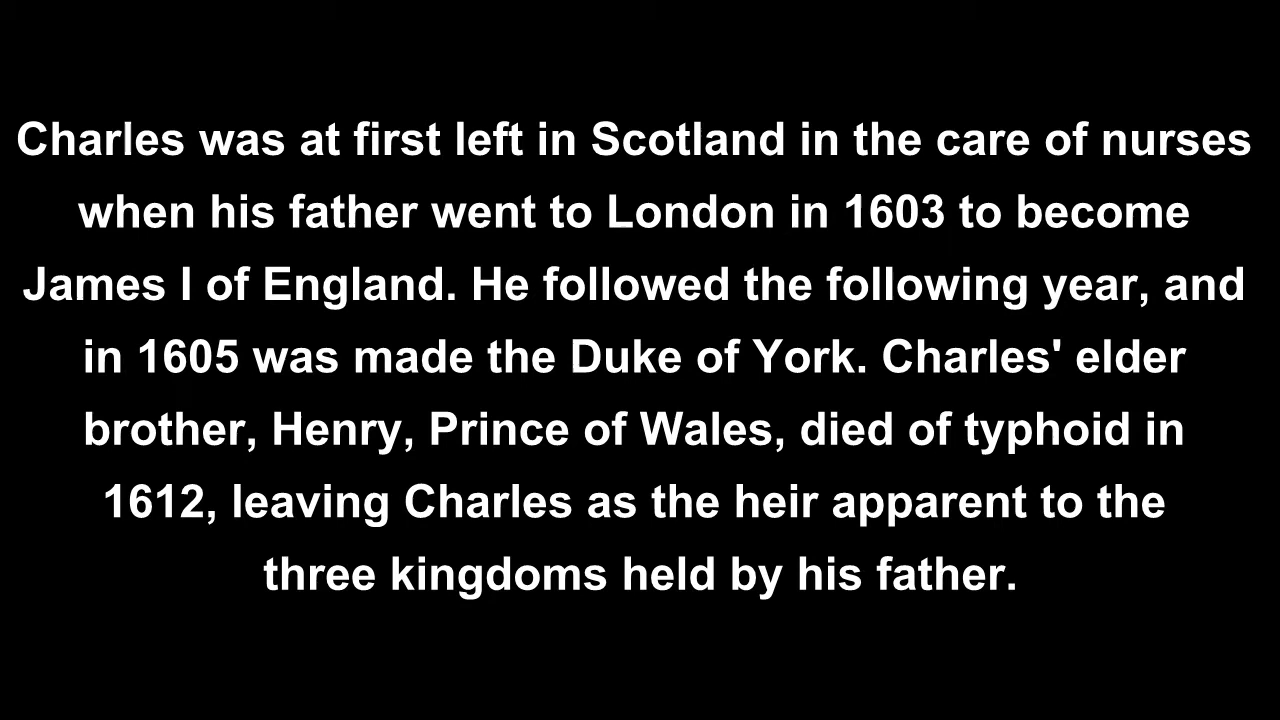 Charles was at first left in Scotland in the care of nurses
when his father went to London in 1603 to become
James I of England. He followed the following year, and
in 1605 was made the Duke of York. Charles' elder
brother, Henry, Prince of Wales, died of typhoid in
1612, leaving Charles as the heir apparent to the
three kingdoms held by his father.